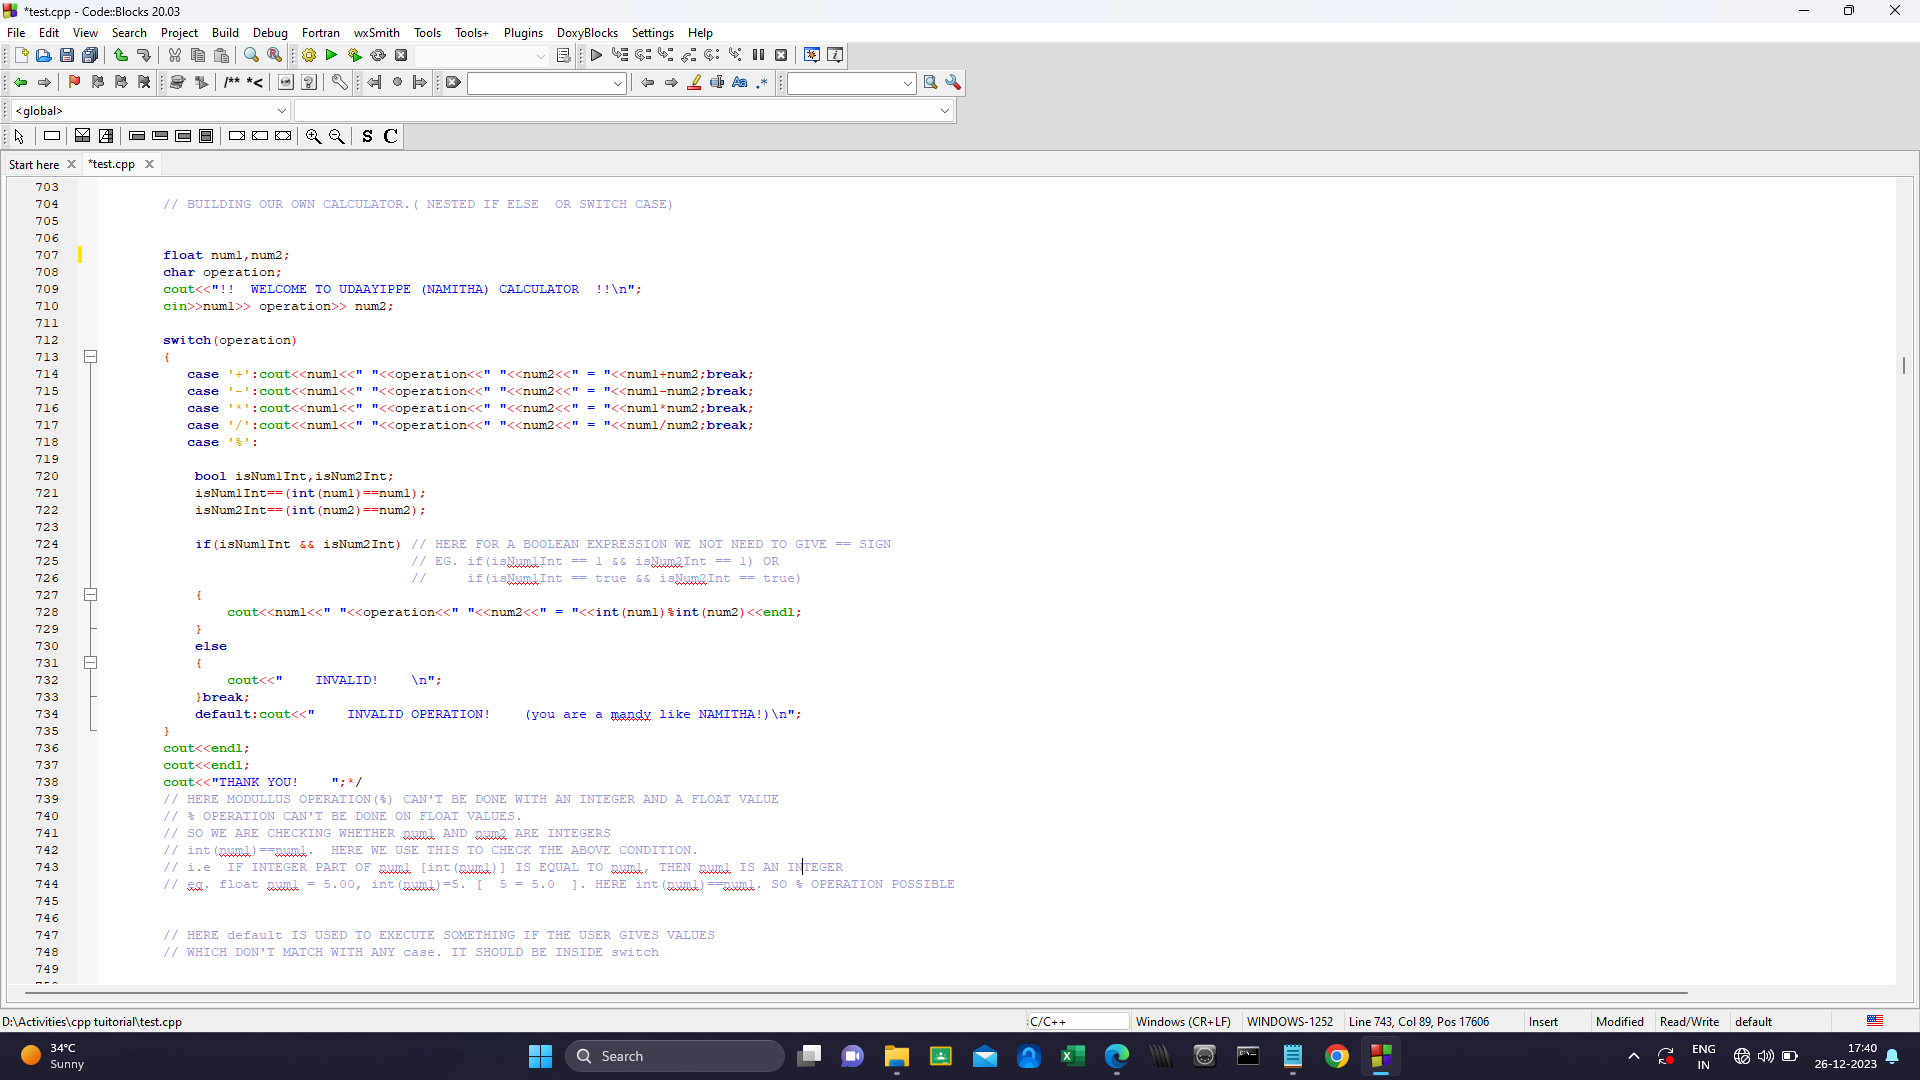 *test.cpp - Code::Blocks 20.03
File Edit View Search Project Build Debug Fortran wxSmith Tools Tools+ Plugins DoxyBlocks Settings Help
/** *<
Aa .*
<global>
S C
Start here *test.cpp
703
704 // BUILDING OUR OWN CALCULATOR.( NESTED IF ELSE  OR SWITCH CASE)
705
706
707 float num1,num2;
708 char operation;
709 cout<<"!!  WELCOME TO UDAAYIPPE (NAMITHA) CALCULATOR  !!\n";
710 cin>>num1>> operation>> num2;
711
712 switch(operation)
713 {
714 case '+':cout<<num1<<" "<<operation<<" "<<num2<<" = "<<num1+num2;break;
715 case '-':cout<<num1<<" "<<operation<<" "<<num2<<" = "<<num1-num2;break;
716 case '*':cout<<num1<<" "<<operation<<" "<<num2<<" = "<<num1*num2;break;
717 case '/':cout<<num1<<" "<<operation<<" "<<num2<<" = "<<num1/num2;break;
718 case '%':
719
720 bool isNum1Int,isNum2Int;
721 isNum1Int==(int(num1)==num1);
722 isNum2Int==(int(num2)==num2);
723
724 if(isNum1Int && isNum2Int) // HERE FOR A BOOLEAN EXPRESSION WE NOT NEED TO GIVE == SIGN
725 // EG. if(isNum1Int == 1 && isNum2Int == 1) OR
726 //     if(isNum1Int == true && isNum2Int == true)
727 {
728 cout<<num1<<" "<<operation<<" "<<num2<<" = "<<int(num1)%int(num2)<<endl;
729 }
730 else
731 {
732 cout<<"    INVALID!    \n";
733 }break;
734 default:cout<<"    INVALID OPERATION!    (you are a mandy like NAMITHA!)\n";
735 }
736 cout<<endl;
737 cout<<endl;
738 cout<<"THANK YOU!    ";*/
739 // HERE MODULLUS OPERATION(%) CAN'T BE DONE WITH AN INTEGER AND A FLOAT VALUE
740 // % OPERATION CAN'T BE DONE ON FLOAT VALUES.
741 // SO WE ARE CHECKING WHETHER num1 AND num2 ARE INTEGERS
742 // int(num1)==num1.  HERE WE USE THIS TO CHECK THE ABOVE CONDITION.
743 // i.e  IF INTEGER PART OF num1 [int(num1)] IS EQUAL TO num1, THEN num1 IS AN INTEGER
744 // eg. float num1 = 5.00, int(num1)=5. [  5 = 5.0  ]. HERE int(num1)==num1. SO % OPERATION POSSIBLE
745
746
747 // HERE default IS USED TO EXECUTE SOMETHING IF THE USER GIVES VALUES
748 // WHICH DON'T MATCH WITH ANY case. IT SHOULD BE INSIDE switch
749
D:\Activities\cpp tuitorial\test.cpp C/C++ Windows (CR+LF) WINDOWS-1252 Line 743, Col 89, Pos 17606 Insert Modified Read/Write default
34°C
Sunny
Search
ENG
IN
17:40
26-12-2023